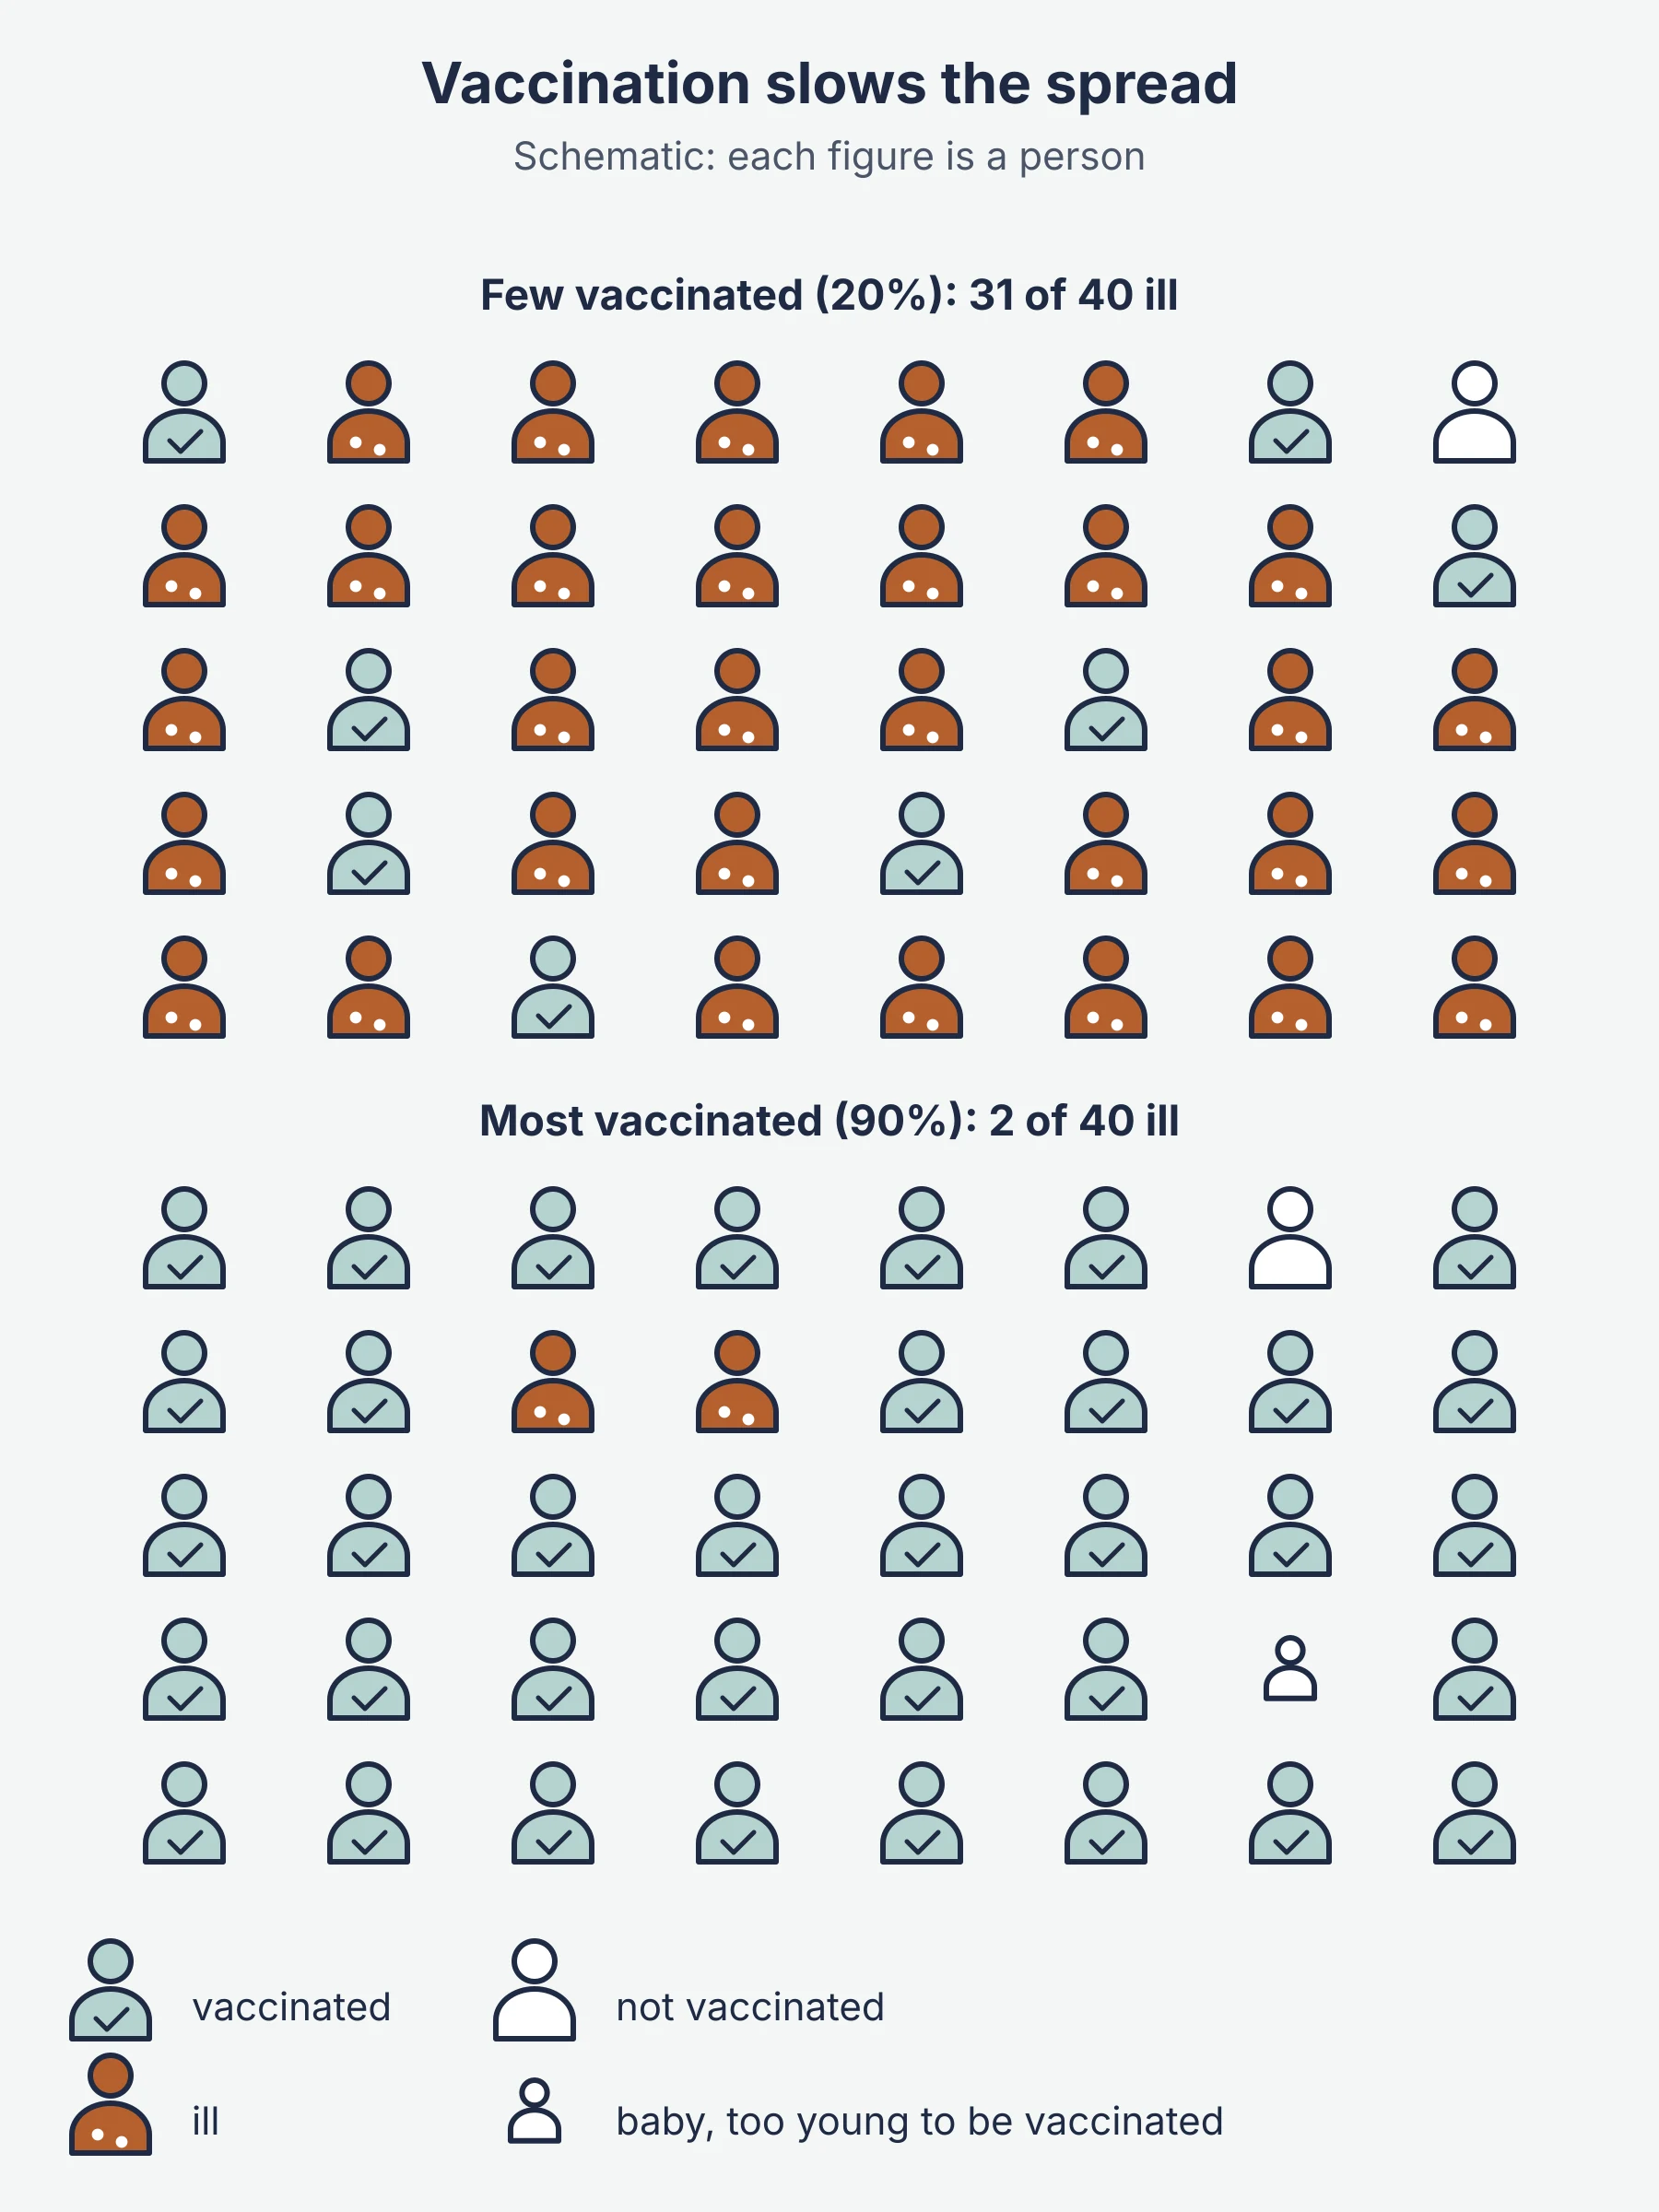 Vaccination slows the spread
Schematic: each figure is a person
Few vaccinated (20%): 31 of 40 ill
Most vaccinated (90%): 2 of 40 ill
vaccinated
not vaccinated
ill
baby, too young to be vaccinated